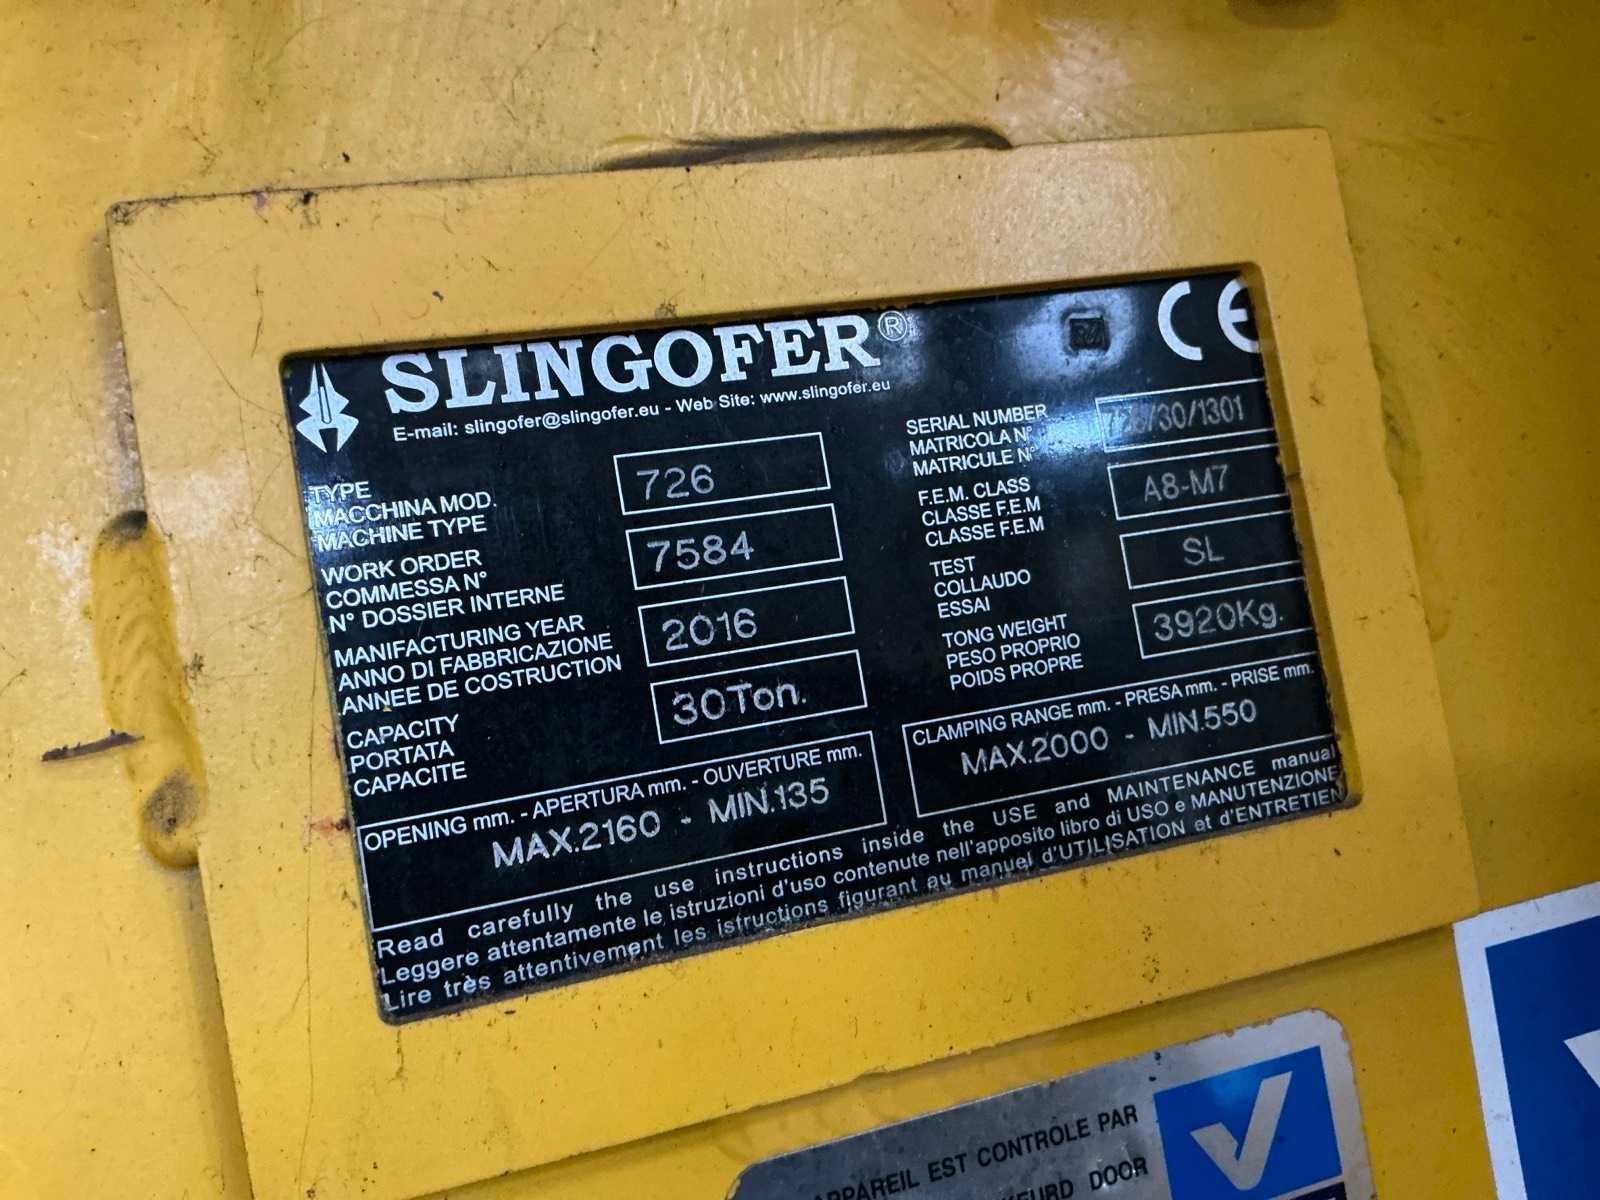 SLINGOFER®
CE
E-mail: slingofer@slingofer.eu - Web Site: www.slingofer.eu
TYPE
MACCHINA MOD.
MACHINE TYPE
726
WORK ORDER
COMMESSA N°
N° DOSSIER INTERNE
7584
MANIFACTURING YEAR
ANNO DI FABBRICAZIONE
ANNEE DE COSTRUCTION
2016
CAPACITY
PORTATA
CAPACITE
30Ton.
SERIAL NUMBER
MATRICOLA N°
MATRICULE N°
/30/1301
F.E.M. CLASS
CLASSE F.E.M
CLASSE F.E.M
A8-M7
TEST
COLLAUDO
ESSAI
SL
TONG WEIGHT
PESO PROPRIO
POIDS PROPRE
3920Kg.
OPENING mm. - APERTURA mm. - OUVERTURE mm.
MAX.2160 - MIN.135
CLAMPING RANGE mm. - PRESA mm. - PRISE mm.
MAX.2000 - MIN.550
Read carefully the use instructions inside the USE and MAINTENANCE manual
Leggere attentamente le istruzioni d'uso contenute nell'apposito libro di USO e MANUTENZIONE
Lire très attentivement les istructions figurant au manuel d'UTILISATION et d'ENTRETIEN
APPAREIL EST CONTRÔLE PAR
DOOR